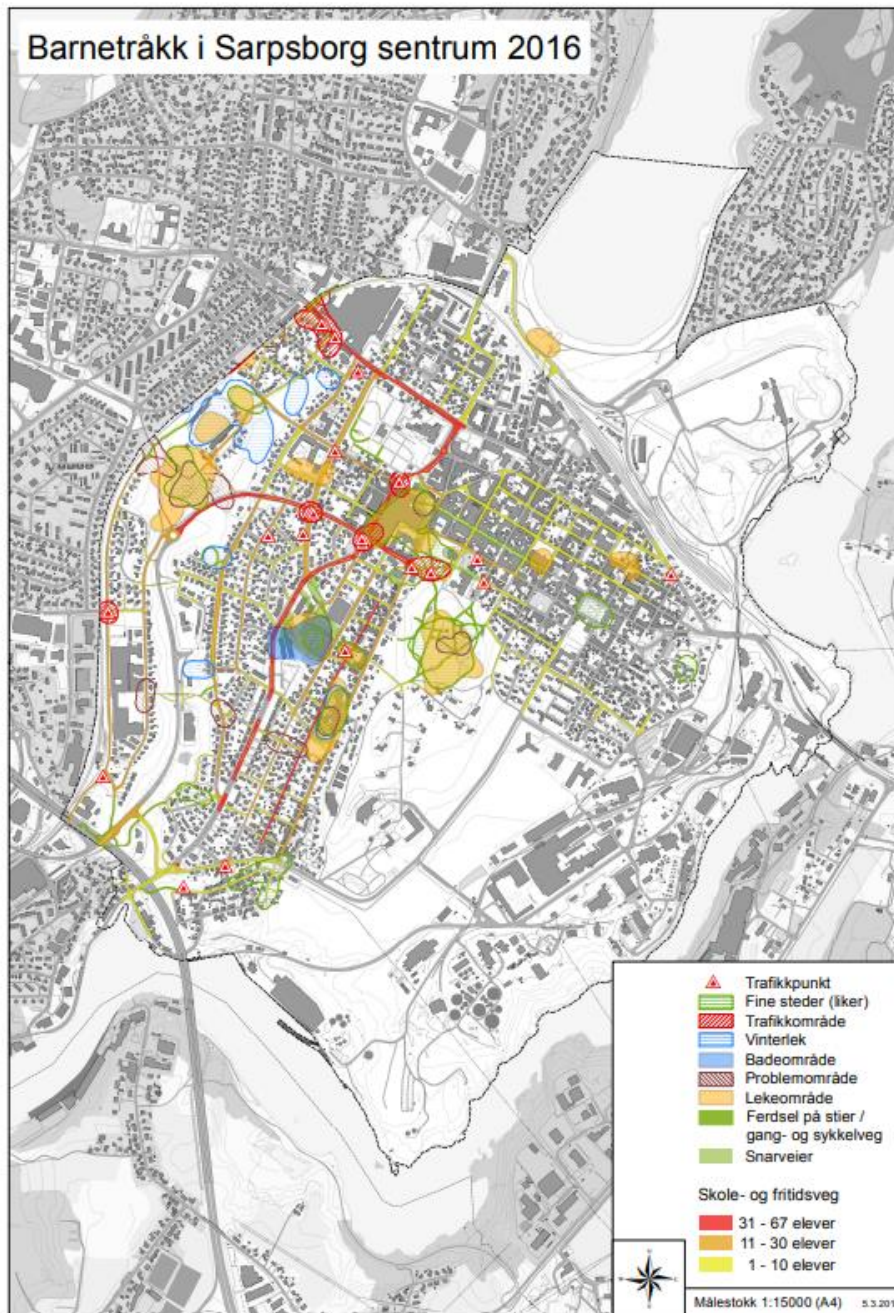 Barnetråkk i Sarpsborg sentrum 2016
Trafikkpunkt
Fine steder (liker)
Trafikkområde
Vinterlek
Badeområde
Problemområde
Lekeområde
Ferdsel på stier /
gang- og sykkelveg
Snarveier
Skole- og fritidsveg
31 - 67 elever
11 - 30 elever
1 - 10 elever
Målestokk 1:15000 (A4)